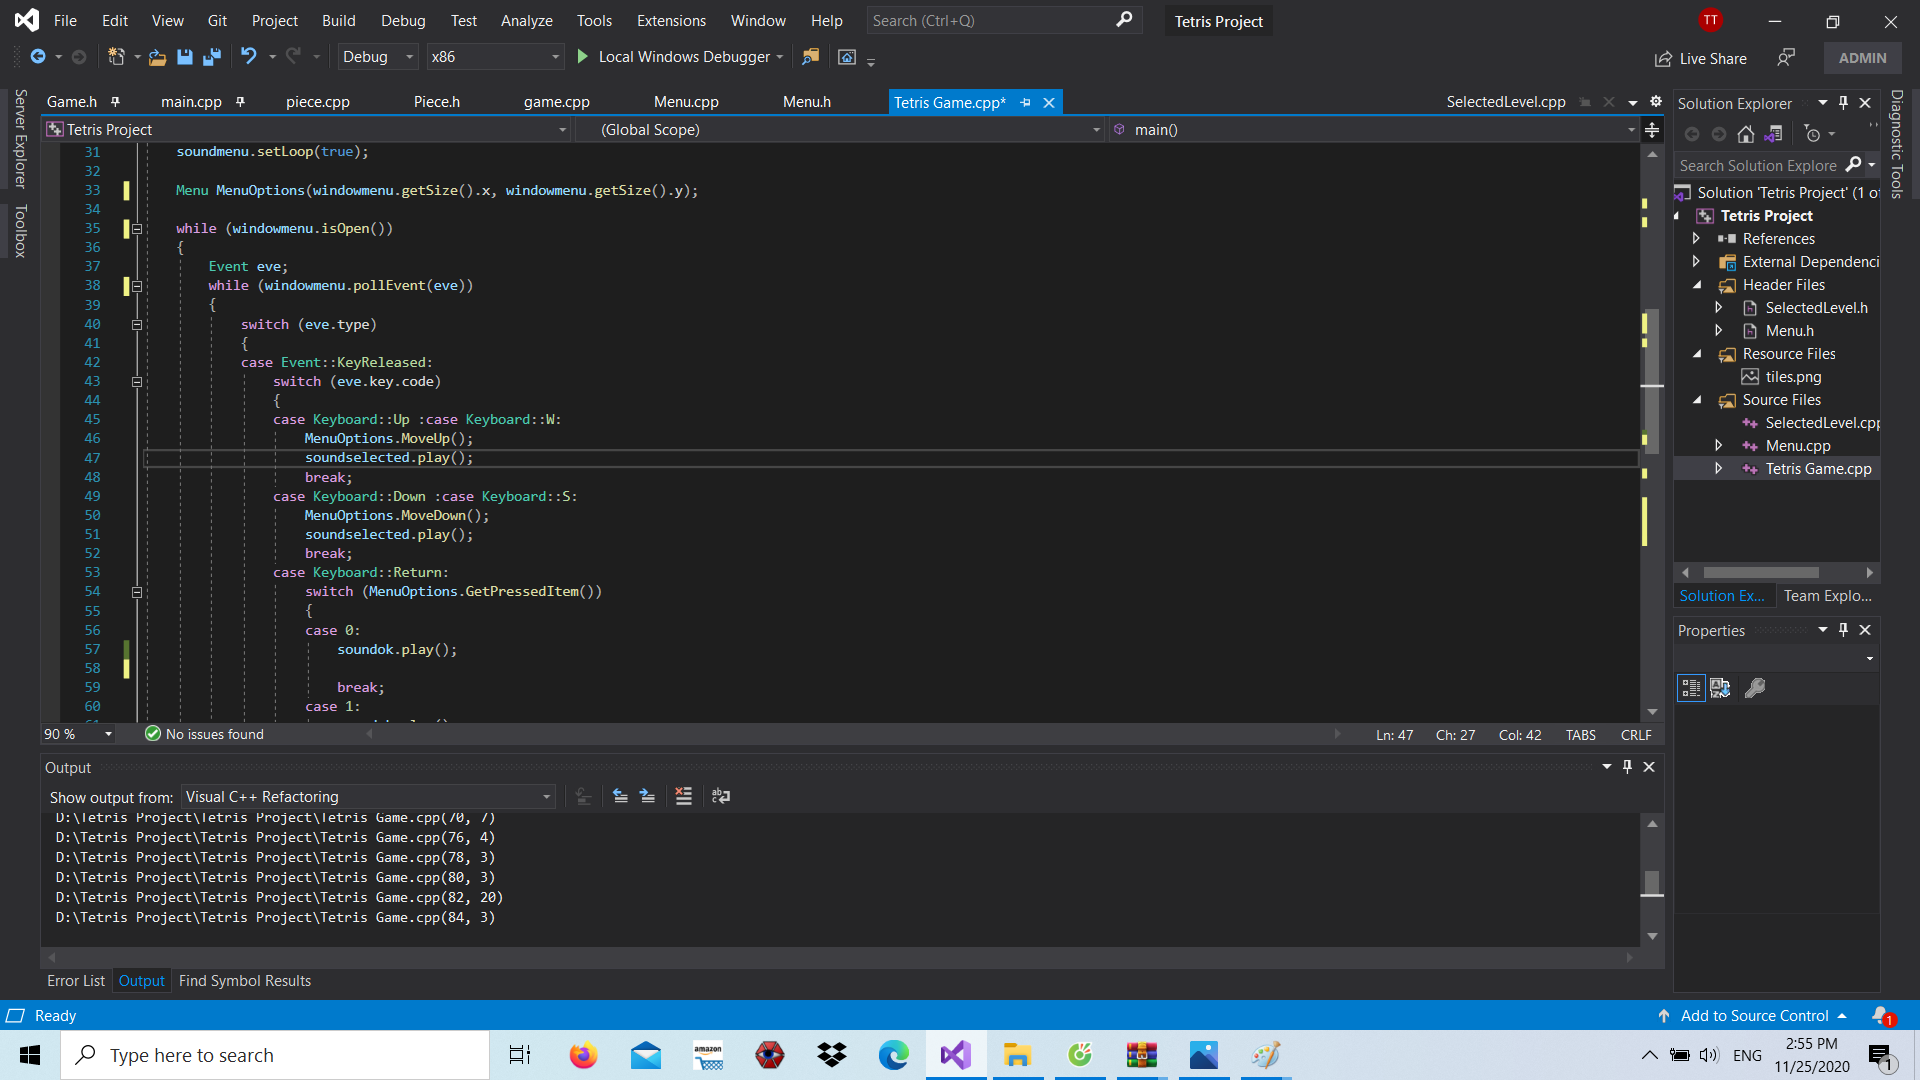 File Edit View Git Project Build Debug Test Analyze Tools Extensions Window Help Search (Ctrl+Q) Tetris Project TT
Debug x86 Local Windows Debugger Live Share ADMIN
Game.h main.cpp piece.cpp Piece.h game.cpp Menu.cpp Menu.h Tetris Game.cpp* SelectedLevel.cpp
Server Explorer
Toolbox
Tetris Project (Global Scope) main()
31 soundmenu.setLoop(true);
32
33 Menu MenuOptions(windowmenu.getSize().x, windowmenu.getSize().y);
34
35 while (windowmenu.isOpen())
36 {
37 Event eve;
38 while (windowmenu.pollEvent(eve))
39 {
40 switch (eve.type)
41 {
42 case Event::KeyReleased:
43 switch (eve.key.code)
44 {
45 case Keyboard::Up :case Keyboard::W:
46 MenuOptions.MoveUp();
47 soundselected.play();
48 break;
49 case Keyboard::Down :case Keyboard::S:
50 MenuOptions.MoveDown();
51 soundselected.play();
52 break;
53 case Keyboard::Return:
54 switch (MenuOptions.GetPressedItem())
55 {
56 case 0:
57 soundok.play();
58
59 break;
60 case 1:
90 % No issues found Ln: 47 Ch: 27 Col: 42 TABS CRLF
Output
Show output from: Visual C++ Refactoring
D:\Tetris Project\Tetris Project\Tetris Game.cpp(70, 7)
D:\Tetris Project\Tetris Project\Tetris Game.cpp(76, 4)
D:\Tetris Project\Tetris Project\Tetris Game.cpp(78, 3)
D:\Tetris Project\Tetris Project\Tetris Game.cpp(80, 3)
D:\Tetris Project\Tetris Project\Tetris Game.cpp(82, 20)
D:\Tetris Project\Tetris Project\Tetris Game.cpp(84, 3)
Error List Output Find Symbol Results
Solution Explorer
Search Solution Explore
Solution 'Tetris Project' (1 of
Tetris Project
References
External Dependenci
Header Files
SelectedLevel.h
Menu.h
Resource Files
tiles.png
Source Files
SelectedLevel.cpp
Menu.cpp
Tetris Game.cpp
Solution Ex... Team Explo...
Properties
Diagnostic Tools
Ready Add to Source Control 1
Type here to search amazon ENG 2:55 PM
11/25/2020 1